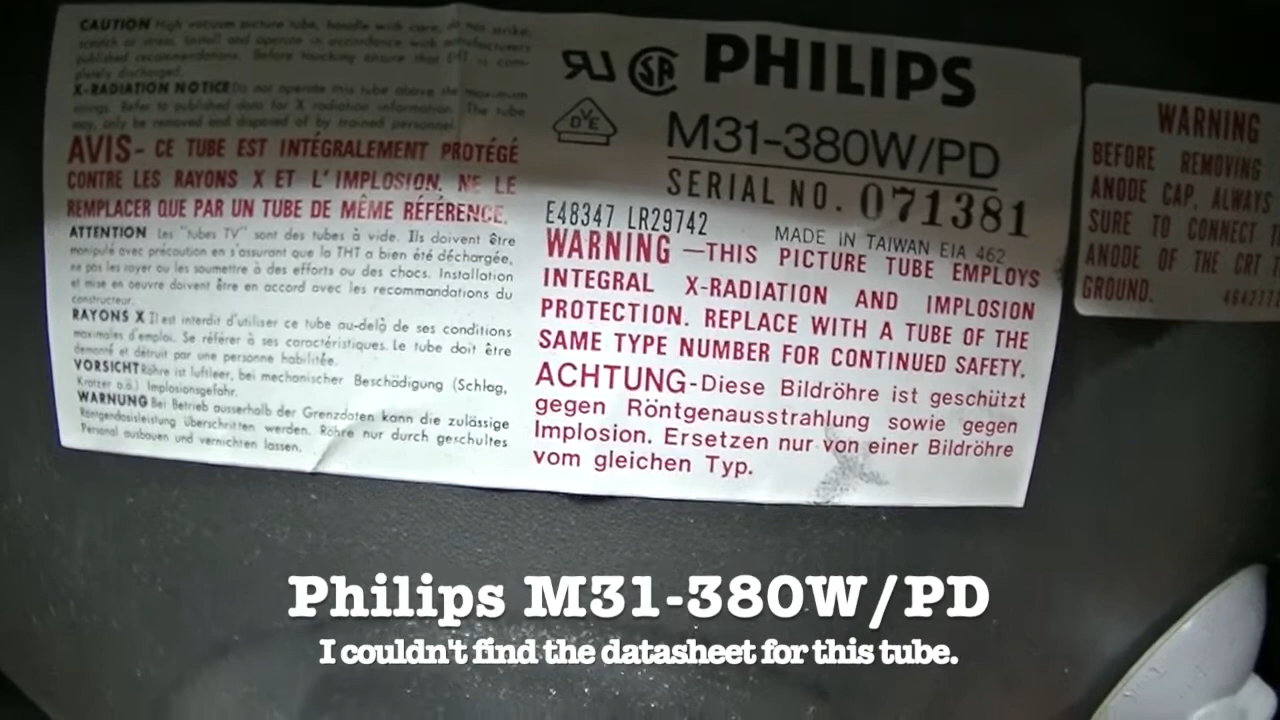 CAUTION High vacuum picture tube, handle with care, do not strike,
scratch or stress, install and operate in accordance with manufacturers
published recommendations. Before touching ensure that EHT is com-
pletely discharged.
X-RADIATION NOTICE Do not operate this tube above the maximum
ratings. Refer to published data for X radiation information. The tube
may, only be removed and disposed of by trained personnel.
AVIS- CE TUBE EST INTÉGRALEMENT PROTÉGÉ
CONTRE LES RAYONS X ET L'IMPLOSION. NE LE
REMPLACER QUE PAR UN TUBE DE MÊME RÉFÉRENCE.
ATTENTION Les "tubes TV" sont des tubes à vide. Ils doivent être
manipulé avec précaution en s'assurant que la THT a bien été déchargée,
ne pas les rayer ou les soumettre à des efforts ou des chocs. Installation
et mise en oeuvre doivent être en accord avec les recommandations du
constructeur.
RAYONS X Il est interdit d'utiliser ce tube au-delà de ses conditions
maximales d'emploi. Se référer à ses caractéristiques. Le tube doit être
démonté et détruit par une personne habilitée.
VORSICHT Röhre ist luftleer, bei mechanischer Beschädigung (Schlag,
Kratzer o.ä.) Implosionsgefahr.
WARNUNG Bei Betrieb ausserhalb der Grenzdaten kann die zulässige
Röntgendosisleistung überschritten werden. Röhre nur durch geschultes
Personal ausbauen und vernichten lassen.
PHILIPS
VDE
M31-380W/PD
SERIAL NO. 071381
E48347 LR29742
MADE IN TAIWAN EIA 462
WARNING —THIS PICTURE TUBE EMPLOYS
INTEGRAL X-RADIATION AND IMPLOSION
PROTECTION. REPLACE WITH A TUBE OF THE
SAME TYPE NUMBER FOR CONTINUED SAFETY.
ACHTUNG-Diese Bildröhre ist geschützt
gegen Röntgenausstrahlung sowie gegen
Implosion. Ersetzen nur von einer Bildröhre
vom gleichen Typ.
WARNING
BEFORE REMOVING
ANODE CAP, ALWAYS
SURE TO CONNECT
ANODE OF THE CRT
GROUND.
Philips M31-380W/PD
I couldn't find the datasheet for this tube.